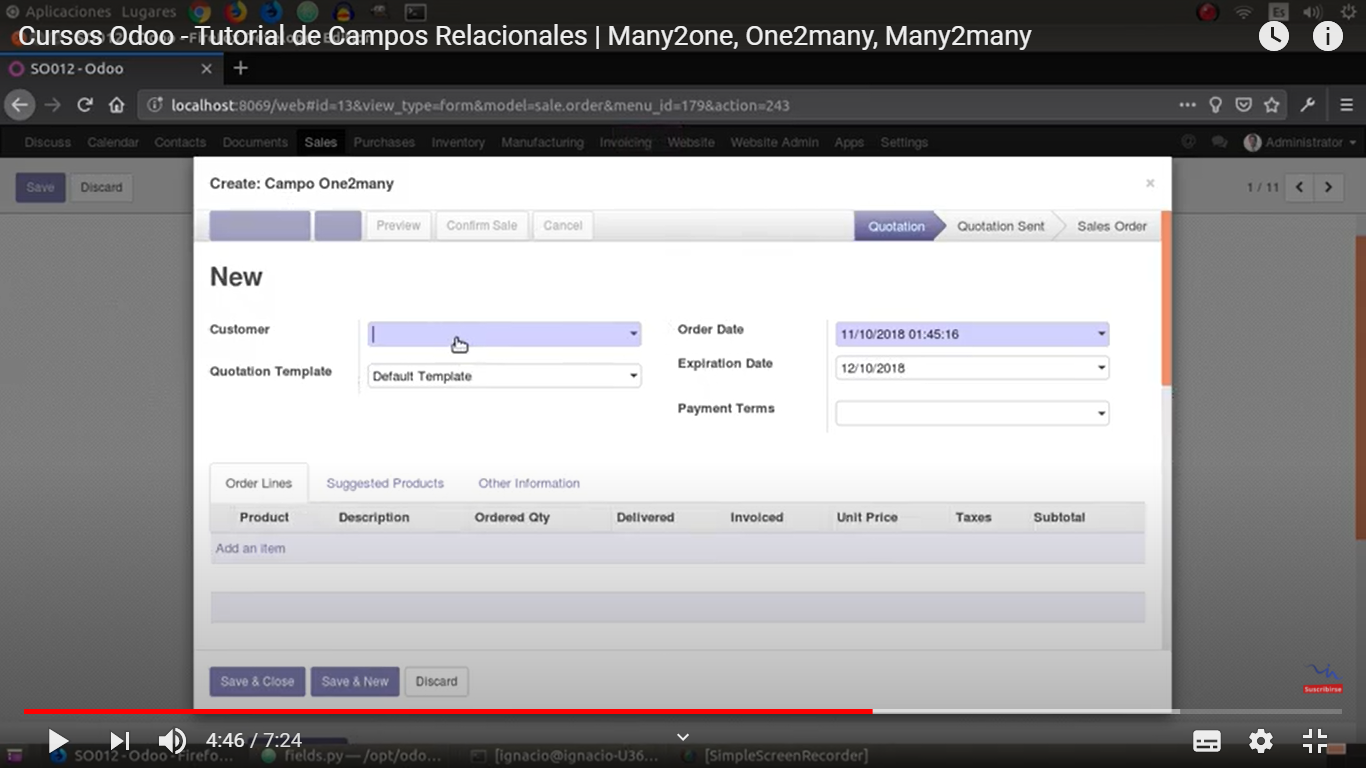 Aplicaciones Lugares Es
Cursos Odoo - Tutorial de Campos Relacionales | Many2one, One2many, Many2many
SO012 - Odoo
localhost:8069/web#id=13&view_type=form&model=sale.order&menu_id=179&action=243
Discuss Calendar Contacts Documents Sales Purchases Inventory Manufacturing Invoicing Website Website Admin Apps Settings Administrator
Save Discard 1 / 11
Create: Campo One2many ×
Preview Confirm Sale Cancel Quotation Quotation Sent Sales Order
New
Customer Order Date 11/10/2018 01:45:16
Quotation Template Default Template Expiration Date 12/10/2018
Payment Terms
Order Lines Suggested Products Other Information
Product Description Ordered Qty Delivered Invoiced Unit Price Taxes Subtotal
Add an item
Save & Close Save & New Discard
Suscribirse
4:46 / 7:24
SO012 - Odoo - Firefo... fields.py — /opt/odo... [ignacio@ignacio-U36... [SimpleScreenRecorder]